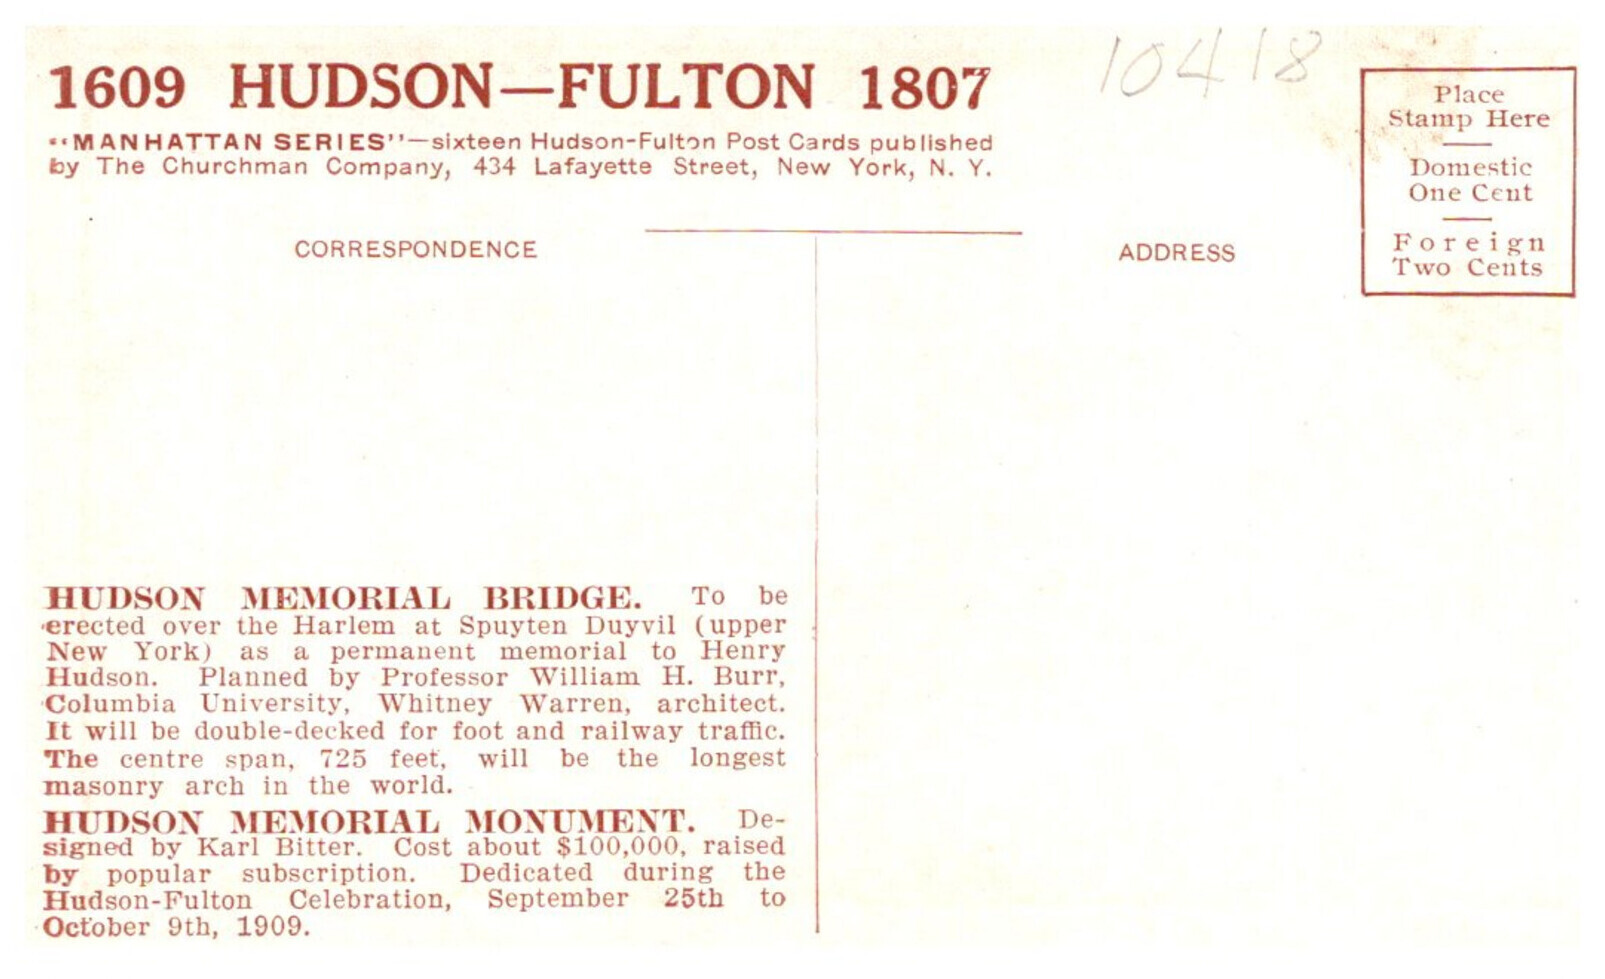 10418
1609 HUDSON—FULTON 1807
"MANHATTAN SERIES"—sixteen Hudson-Fulton Post Cards published
by The Churchman Company, 434 Lafayette Street, New York, N. Y.
Place
Stamp Here
Domestic
One Cent
Foreign
Two Cents
CORRESPONDENCE
ADDRESS
HUDSON MEMORIAL BRIDGE. To be
erected over the Harlem at Spuyten Duyvil (upper
New York) as a permanent memorial to Henry
Hudson. Planned by Professor William H. Burr,
Columbia University, Whitney Warren, architect.
It will be double-decked for foot and railway traffic.
The centre span, 725 feet, will be the longest
masonry arch in the world.
HUDSON MEMORIAL MONUMENT. De-
signed by Karl Bitter. Cost about $100,000, raised
by popular subscription. Dedicated during the
Hudson-Fulton Celebration, September 25th to
October 9th, 1909.